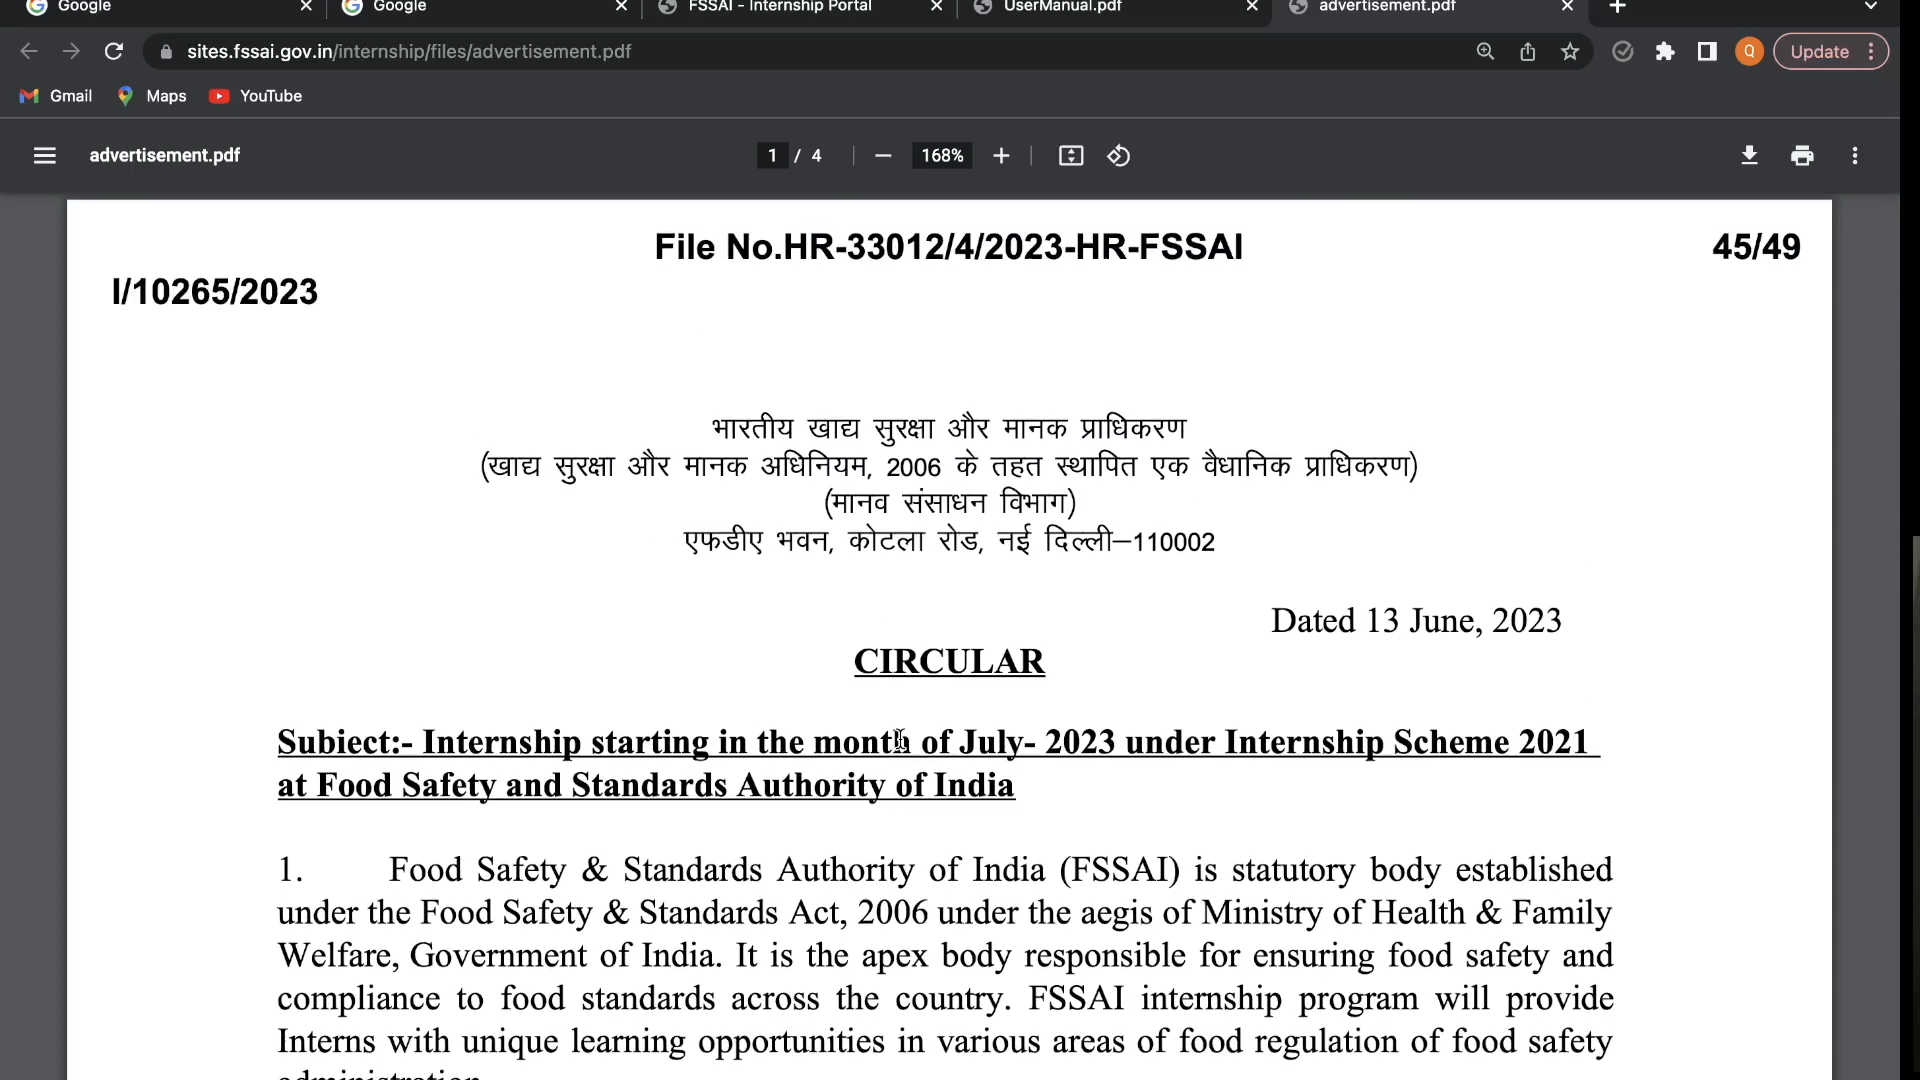 Google
Google
FSSAI - Internship Portal
UserManual.pdf
advertisement.pdf
sites.fssai.gov.in/internship/files/advertisement.pdf
Q
Update
Gmail
Maps
YouTube
advertisement.pdf
1 / 4
168%
File No.HR-33012/4/2023-HR-FSSAI
45/49
I/10265/2023
भारतीय खाद्य सुरक्षा और मानक प्राधिकरण
(खाद्य सुरक्षा और मानक अधिनियम, 2006 के तहत स्थापित एक वैधानिक प्राधिकरण)
(मानव संसाधन विभाग)
एफडीए भवन, कोटला रोड, नई दिल्ली–110002
Dated 13 June, 2023
CIRCULAR
Subject:- Internship starting in the month of July- 2023 under Internship Scheme 2021
at Food Safety and Standards Authority of India
1. Food Safety & Standards Authority of India (FSSAI) is statutory body established
under the Food Safety & Standards Act, 2006 under the aegis of Ministry of Health & Family
Welfare, Government of India. It is the apex body responsible for ensuring food safety and
compliance to food standards across the country. FSSAI internship program will provide
Interns with unique learning opportunities in various areas of food regulation of food safety